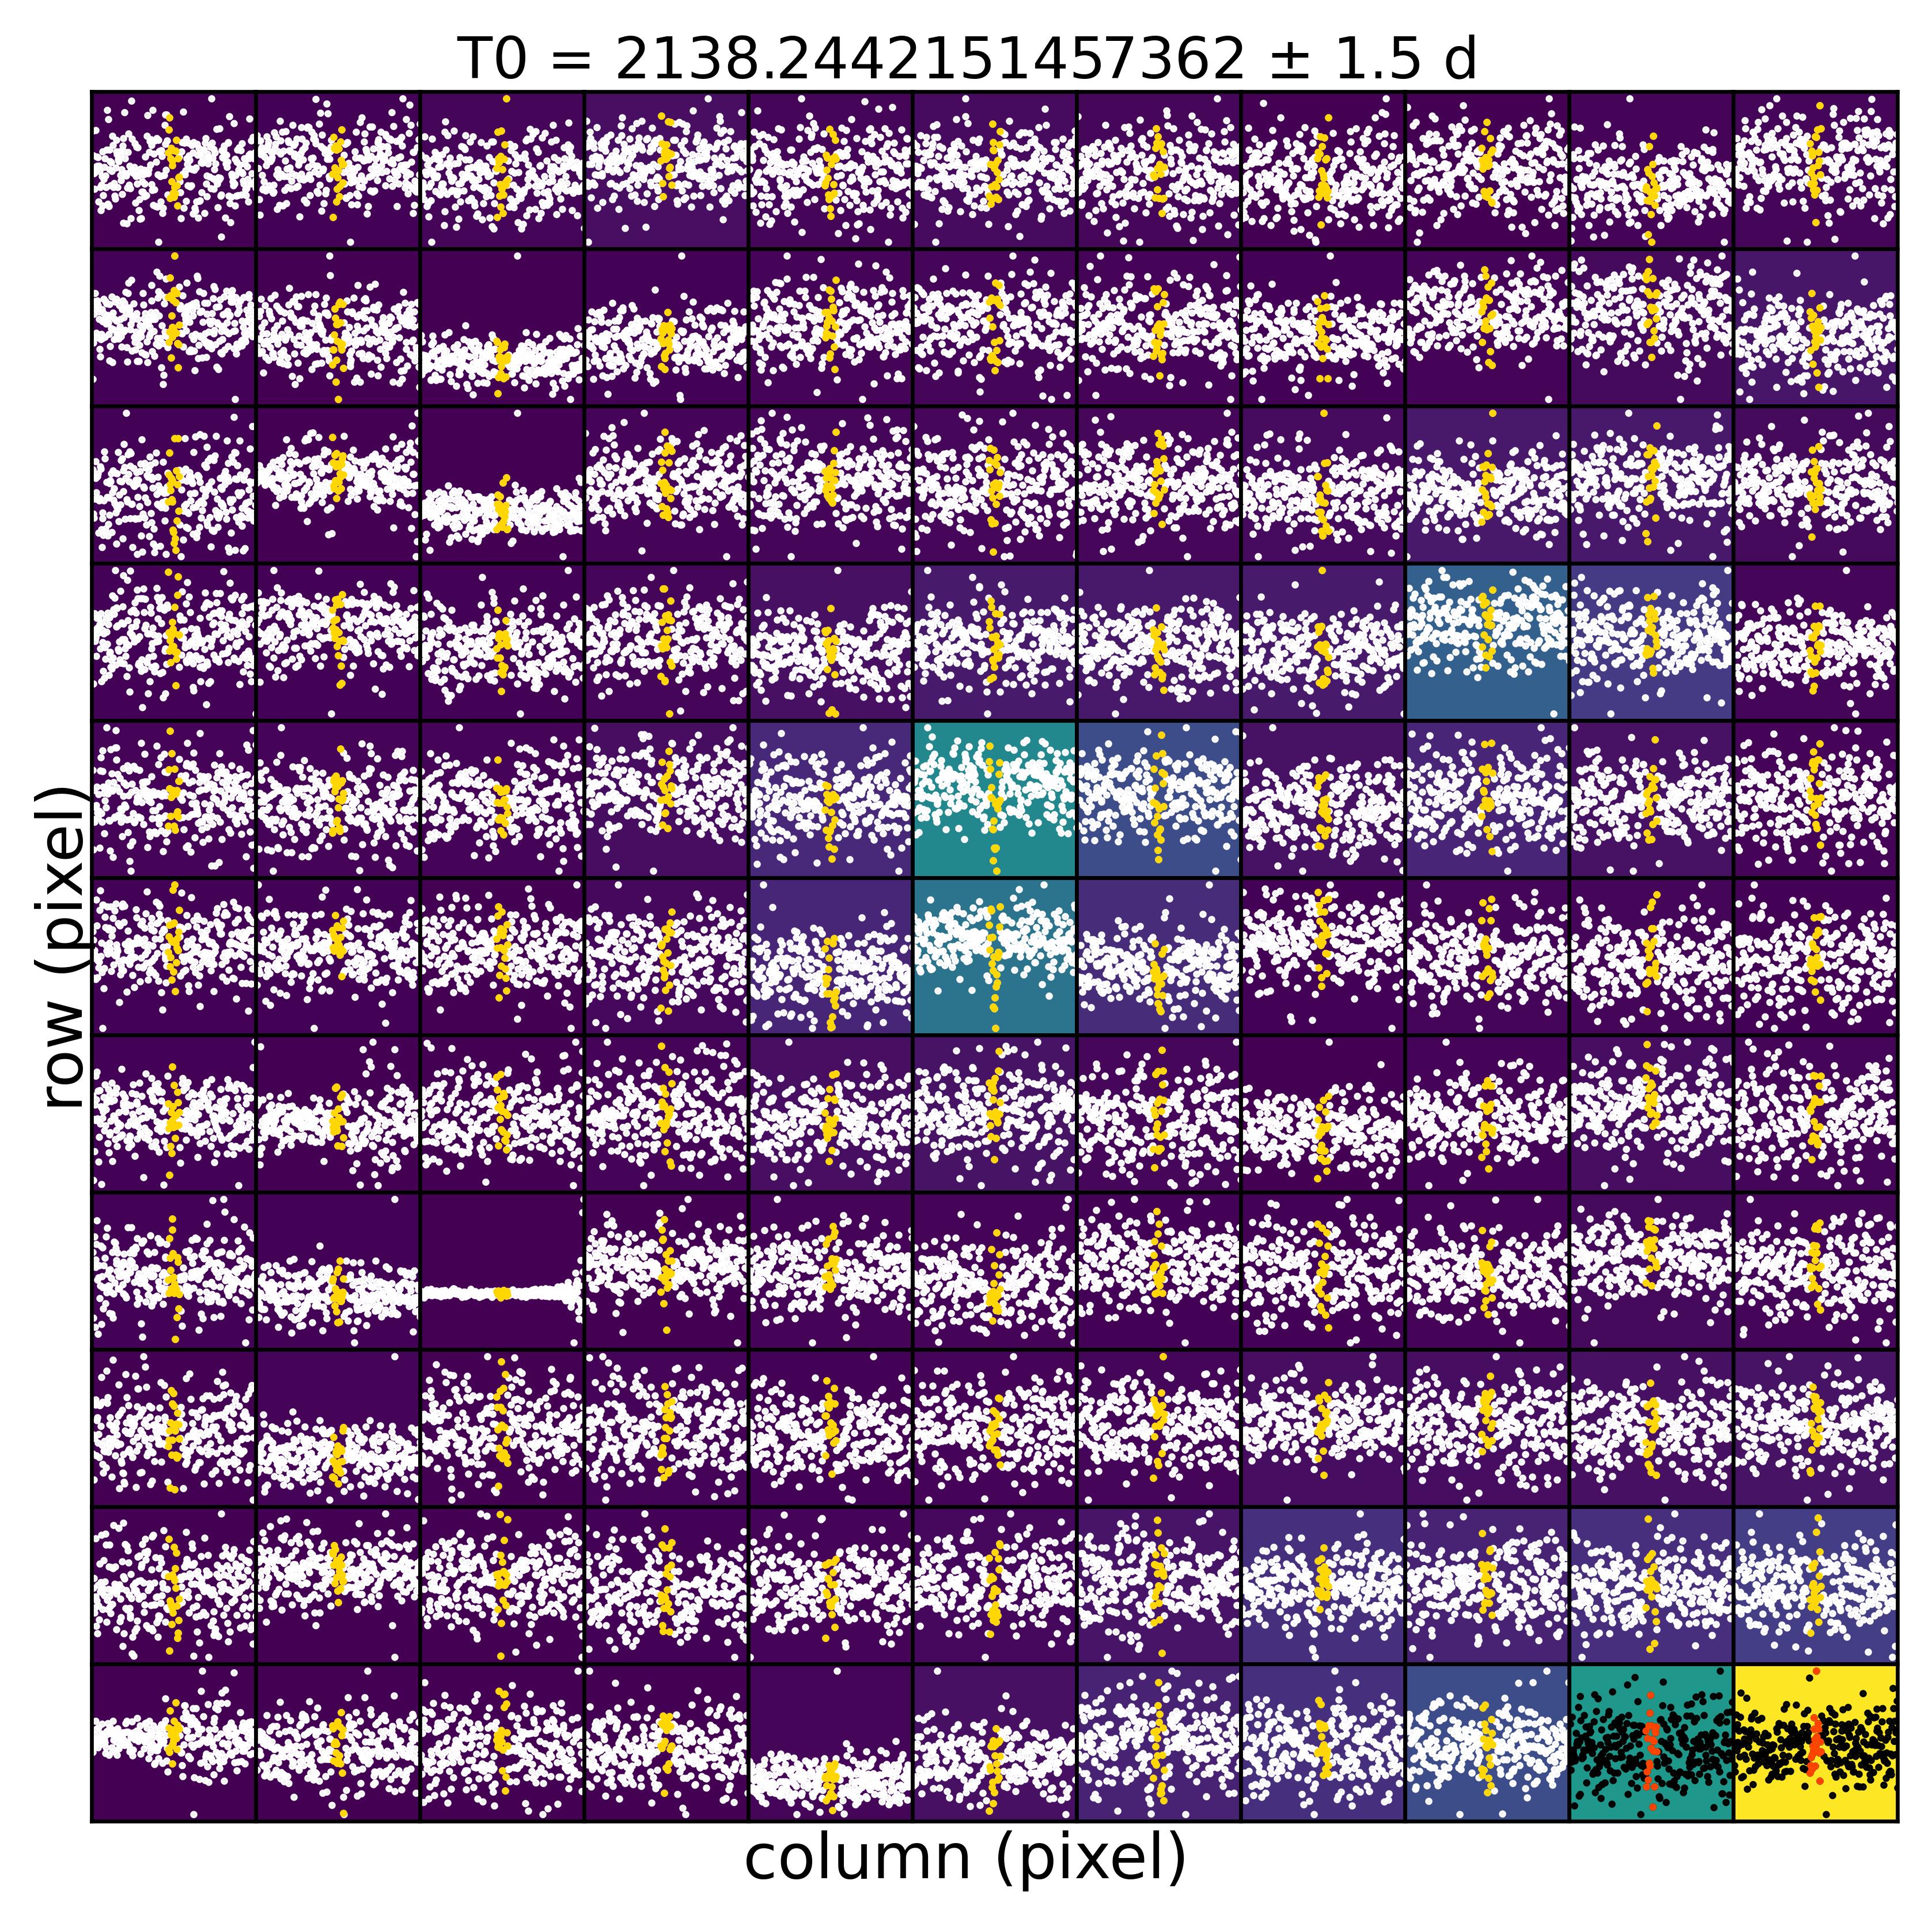 T0 = 2138.2442151457362 ± 1.5 d
row (pixel)
column (pixel)